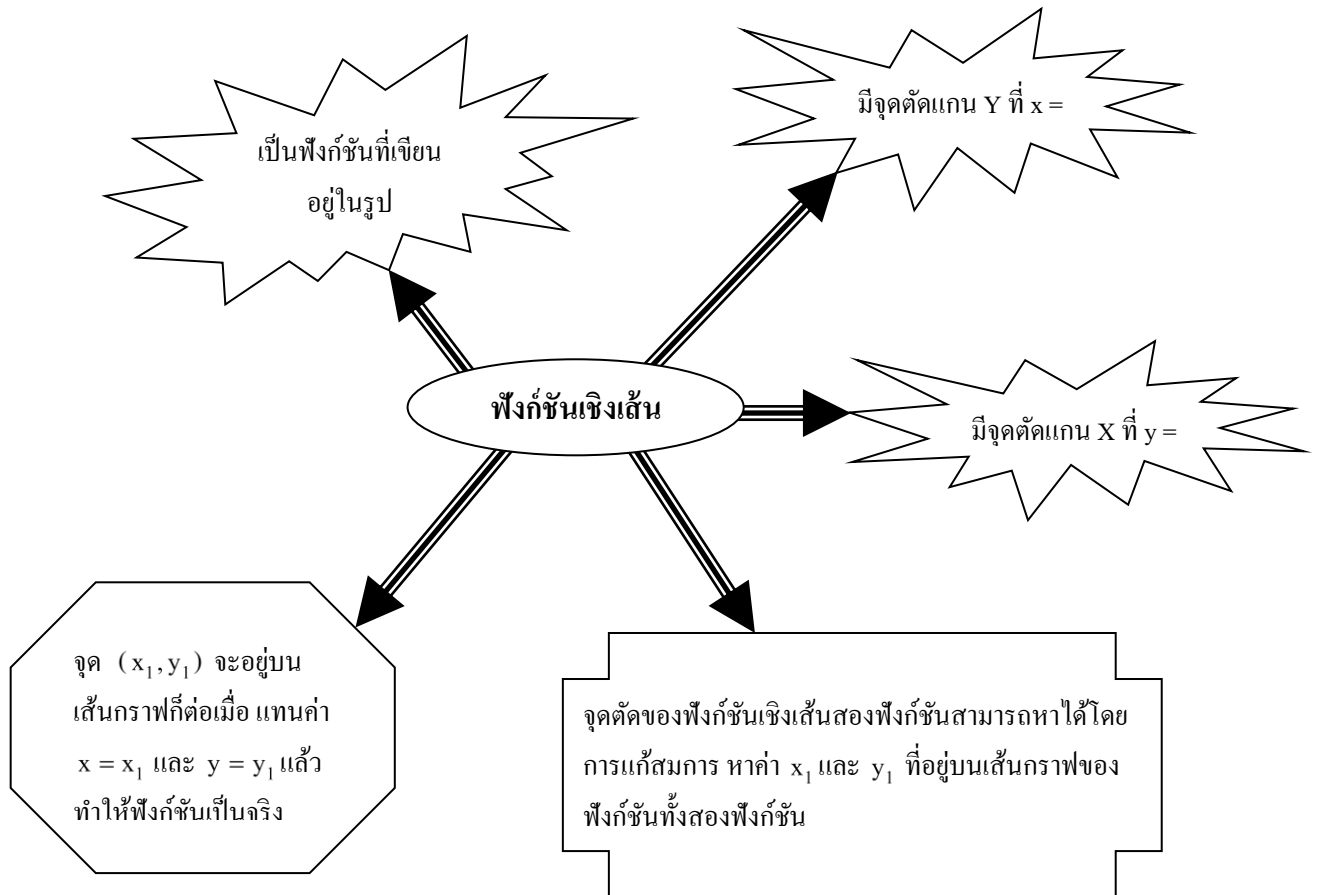 เป็นฟังก์ชันที่เขียน
อยู่ในรูป
มีจุดตัดแกน Y ที่ x =
ฟังก์ชันเชิงเส้น
มีจุดตัดแกน X ที่ y =
จุด (x₁, y₁) จะอยู่บน
เส้นกราฟก็ต่อเมื่อ แทนค่า
x = x₁ และ y = y₁ แล้ว
ทำให้ฟังก์ชันเป็นจริง
จุดตัดของฟังก์ชันเชิงเส้นสองฟังก์ชันสามารถหาได้โดย
การแก้สมการ หาค่า x₁ และ y₁ ที่อยู่บนเส้นกราฟของ
ฟังก์ชันทั้งสองฟังก์ชัน